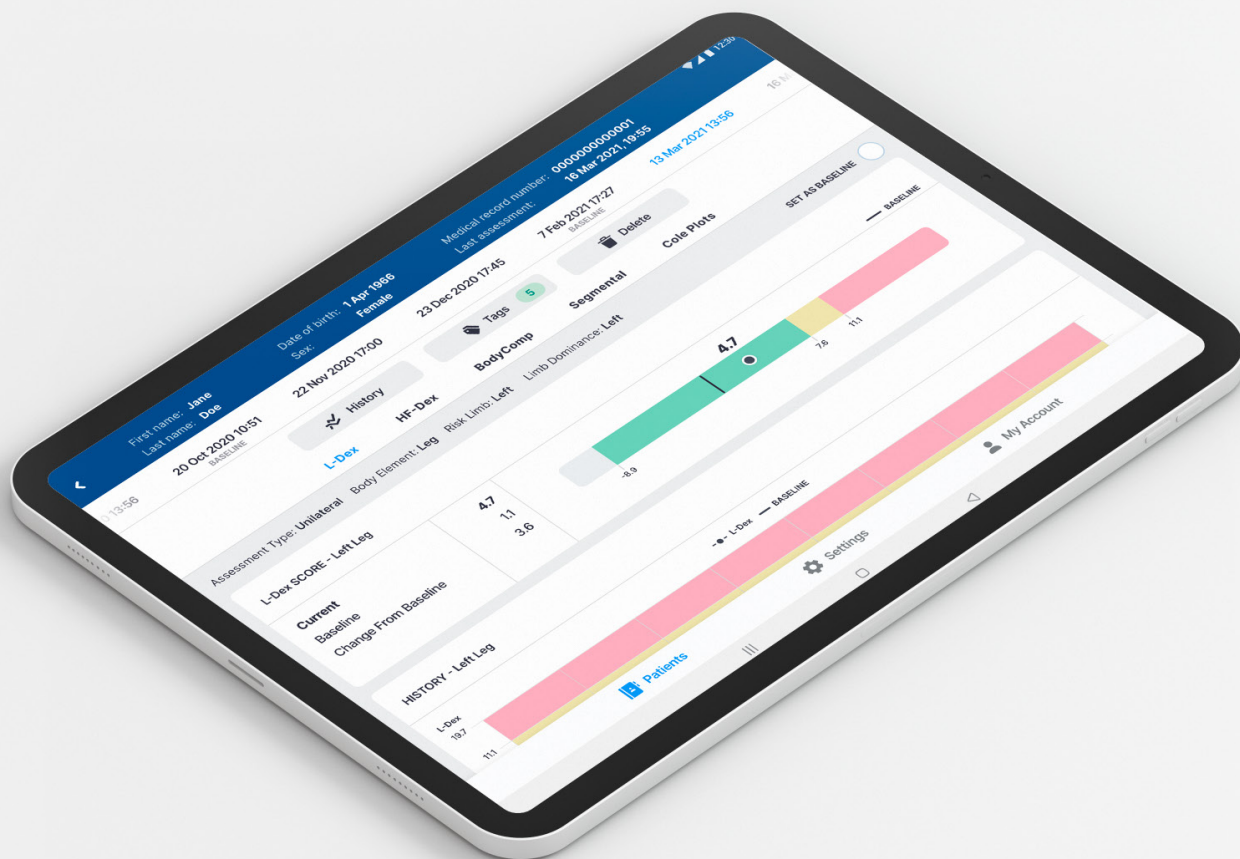 12:30
First name: Jane
Last name: Doe
Date of birth: 1 Apr 1966
Sex: Female
Medical record number: 0000000000001
Last assessment: 16 Mar 2021, 19:55
13:56
20 Oct 2020 10:51
BASELINE
22 Nov 2020 17:00
23 Dec 2020 17:45
7 Feb 2021 17:27
BASELINE
13 Mar 2021 13:56
16
History
Tags 5
Delete
L-Dex
HF-Dex
BodyComp
Segmental
Cole Plots
Assessment Type: Unilateral Body Element: Leg Risk Limb: Left Limb Dominance: Left
SET AS BASELINE
L-Dex SCORE - Left Leg
BASELINE
Current 4.7
Baseline 1.1
Change From Baseline 3.6
4.7
-8.9
7.6
11.1
HISTORY - Left Leg
L-Dex BASELINE
L-Dex
19.7
11.1
Patients
Settings
My Account